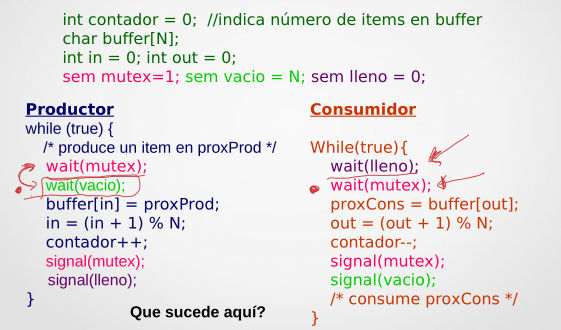 int contador = 0;  //indica número de items en buffer
char buffer[N];
int in = 0; int out = 0;
sem mutex=1; sem vacio = N; sem lleno = 0;
Productor
while (true) {
/* produce un item en proxProd */
wait(mutex);
wait(vacio);
buffer[in] = proxProd;
in = (in + 1) % N;
contador++;
signal(mutex);
signal(lleno);
}
Consumidor
While(true){
wait(lleno);
wait(mutex);
proxCons = buffer[out];
out = (out + 1) % N;
contador--;
signal(mutex);
signal(vacio);
/* consume proxCons */
}
Que sucede aquí?